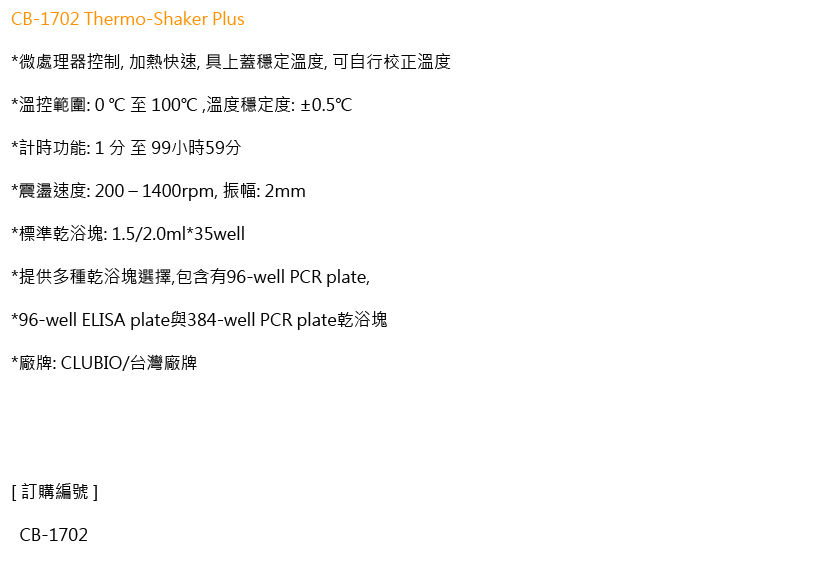 CB-1702 Thermo-Shaker Plus
*微處理器控制, 加熱快速, 具上蓋穩定溫度, 可自行校正溫度
*溫控範圍: 0 ℃ 至 100℃ ,溫度穩定度: ±0.5℃
*計時功能: 1 分 至 99小時59分
*震盪速度: 200 – 1400rpm, 振幅: 2mm
*標準乾浴塊: 1.5/2.0ml*35well
*提供多種乾浴塊選擇,包含有96-well PCR plate,
*96-well ELISA plate與384-well PCR plate乾浴塊
*廠牌: CLUBIO/台灣廠牌
[ 訂購編號 ]
CB-1702